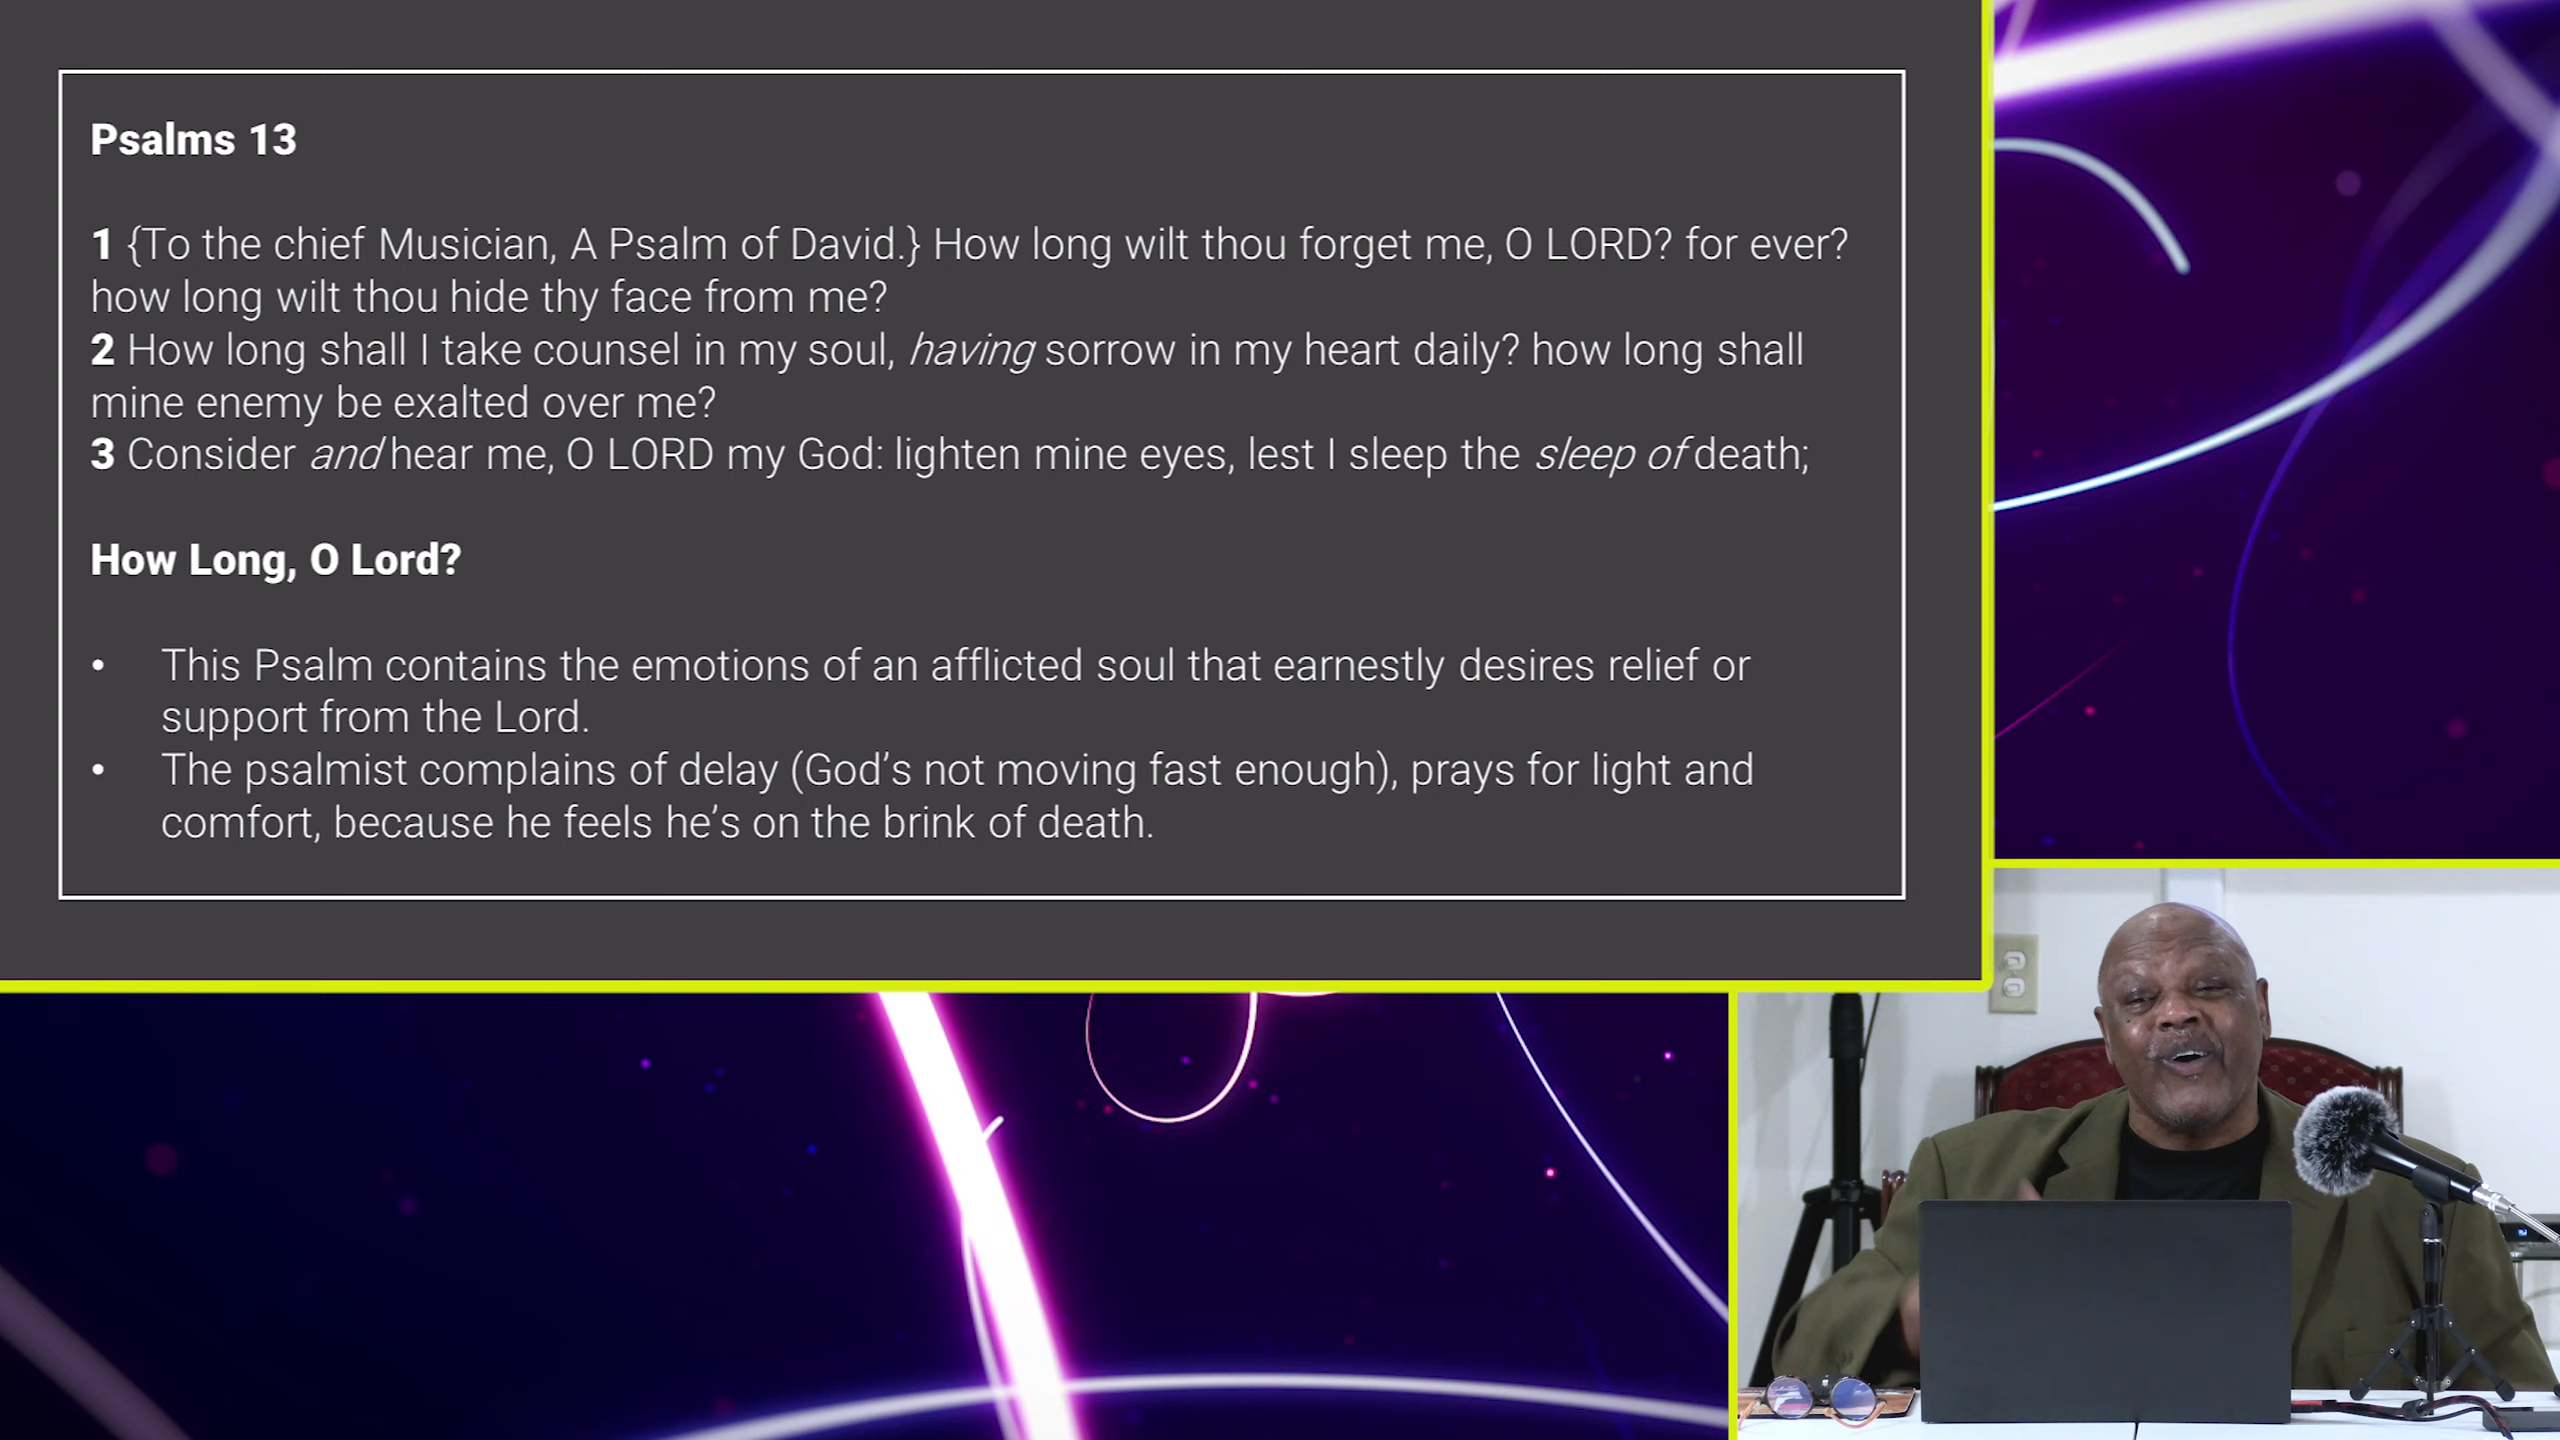 Psalms 13
1 {To the chief Musician, A Psalm of David.} How long wilt thou forget me, O LORD? for ever?
how long wilt thou hide thy face from me?
2 How long shall I take counsel in my soul, having sorrow in my heart daily? how long shall
mine enemy be exalted over me?
3 Consider and hear me, O LORD my God: lighten mine eyes, lest I sleep the sleep of death;
How Long, O Lord?
• This Psalm contains the emotions of an afflicted soul that earnestly desires relief or
support from the Lord.
• The psalmist complains of delay (God’s not moving fast enough), prays for light and
comfort, because he feels he’s on the brink of death.